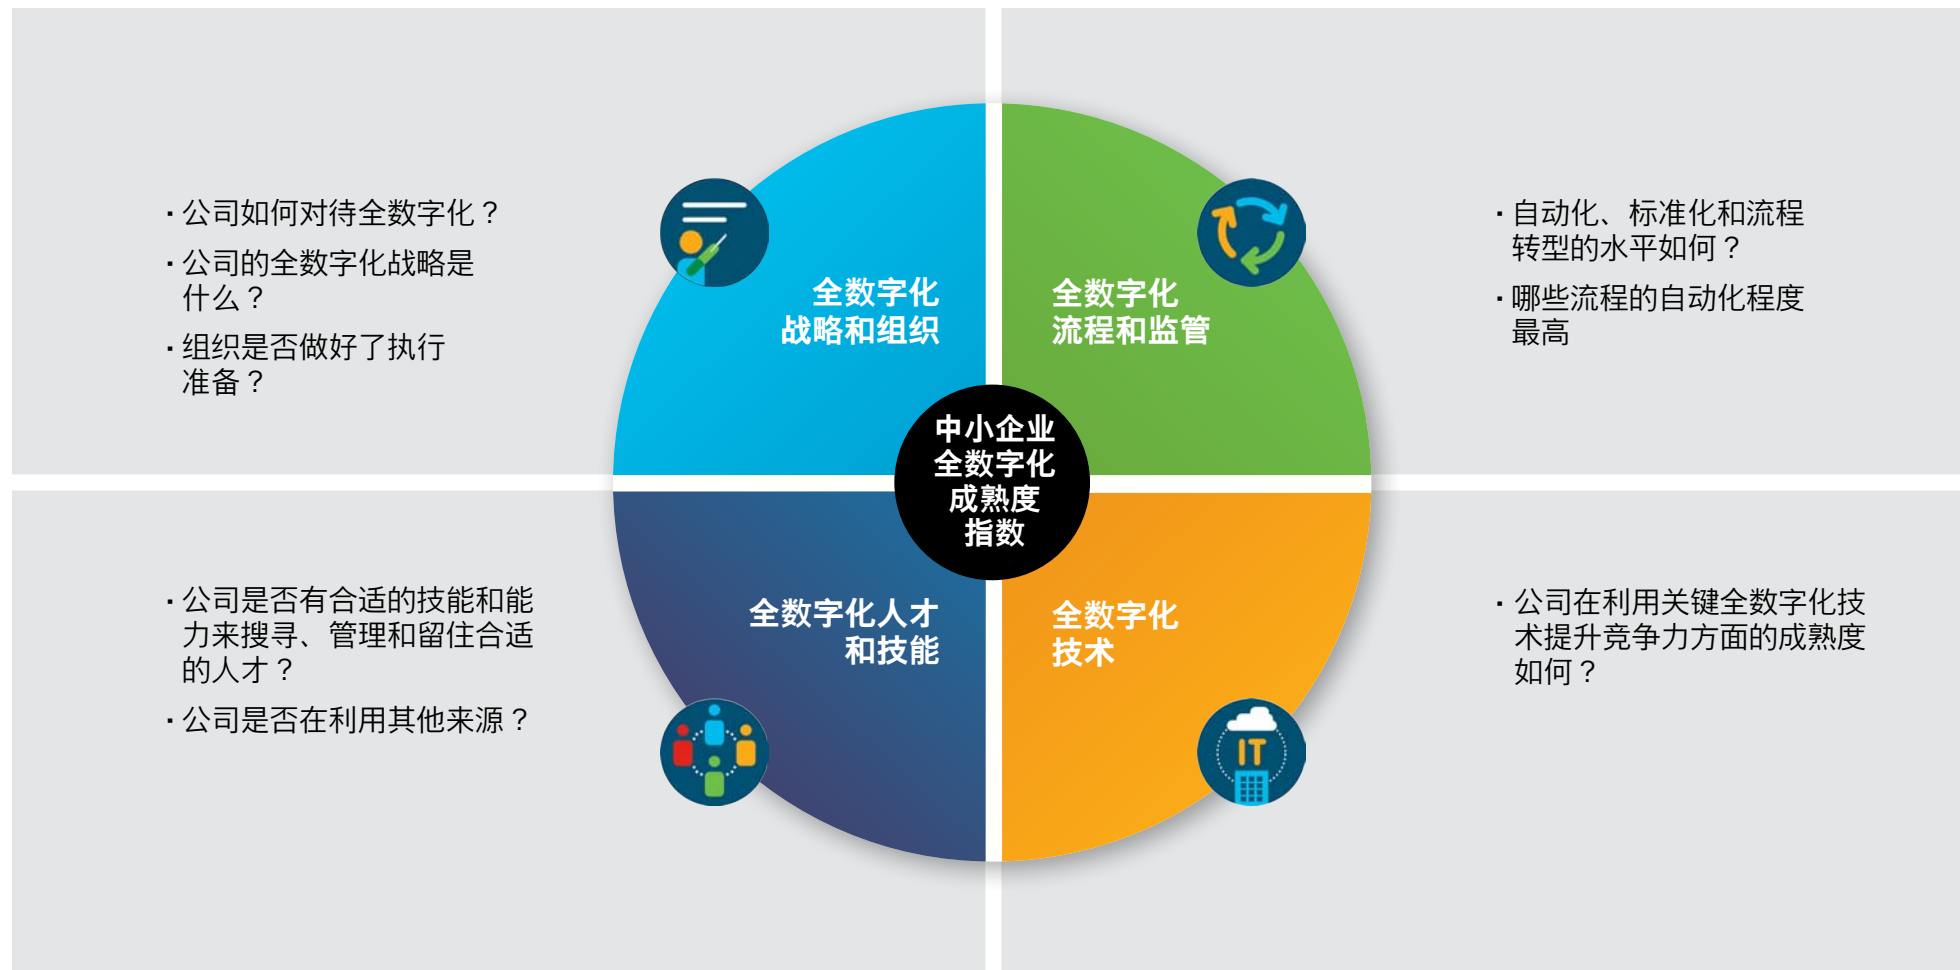 · 公司如何对待全数字化？
· 公司的全数字化战略是
什么？
· 组织是否做好了执行
准备？
全数字化
战略和组织
全数字化
流程和监管
· 自动化、标准化和流程
转型的水平如何？
· 哪些流程的自动化程度
最高
中小企业
全数字化
成熟度
指数
· 公司是否有合适的技能和能
力来搜寻、管理和留住合适
的人才？
· 公司是否在利用其他来源？
全数字化人才
和技能
全数字化
技术
IT
· 公司在利用关键全数字化技
术提升竞争力方面的成熟度
如何？